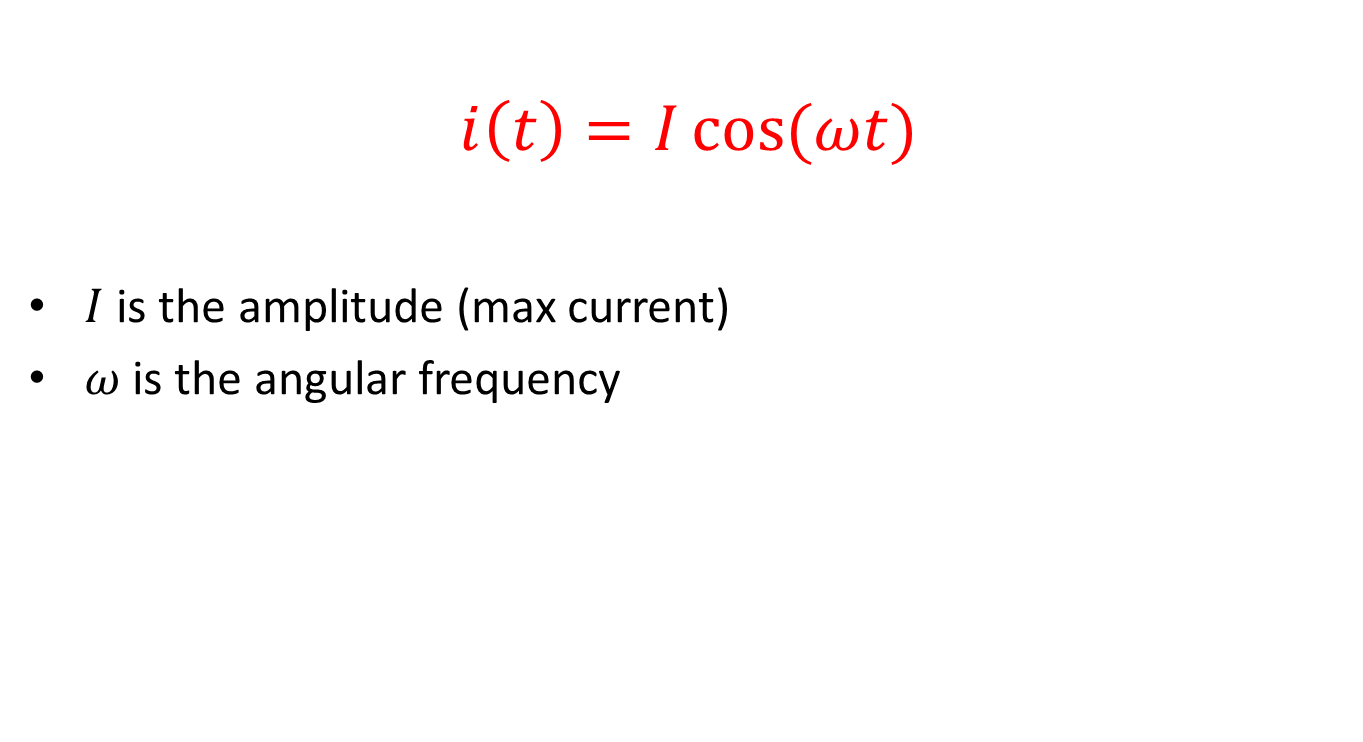 i(t) = I cos(ωt)
• I is the amplitude (max current)
• ω is the angular frequency